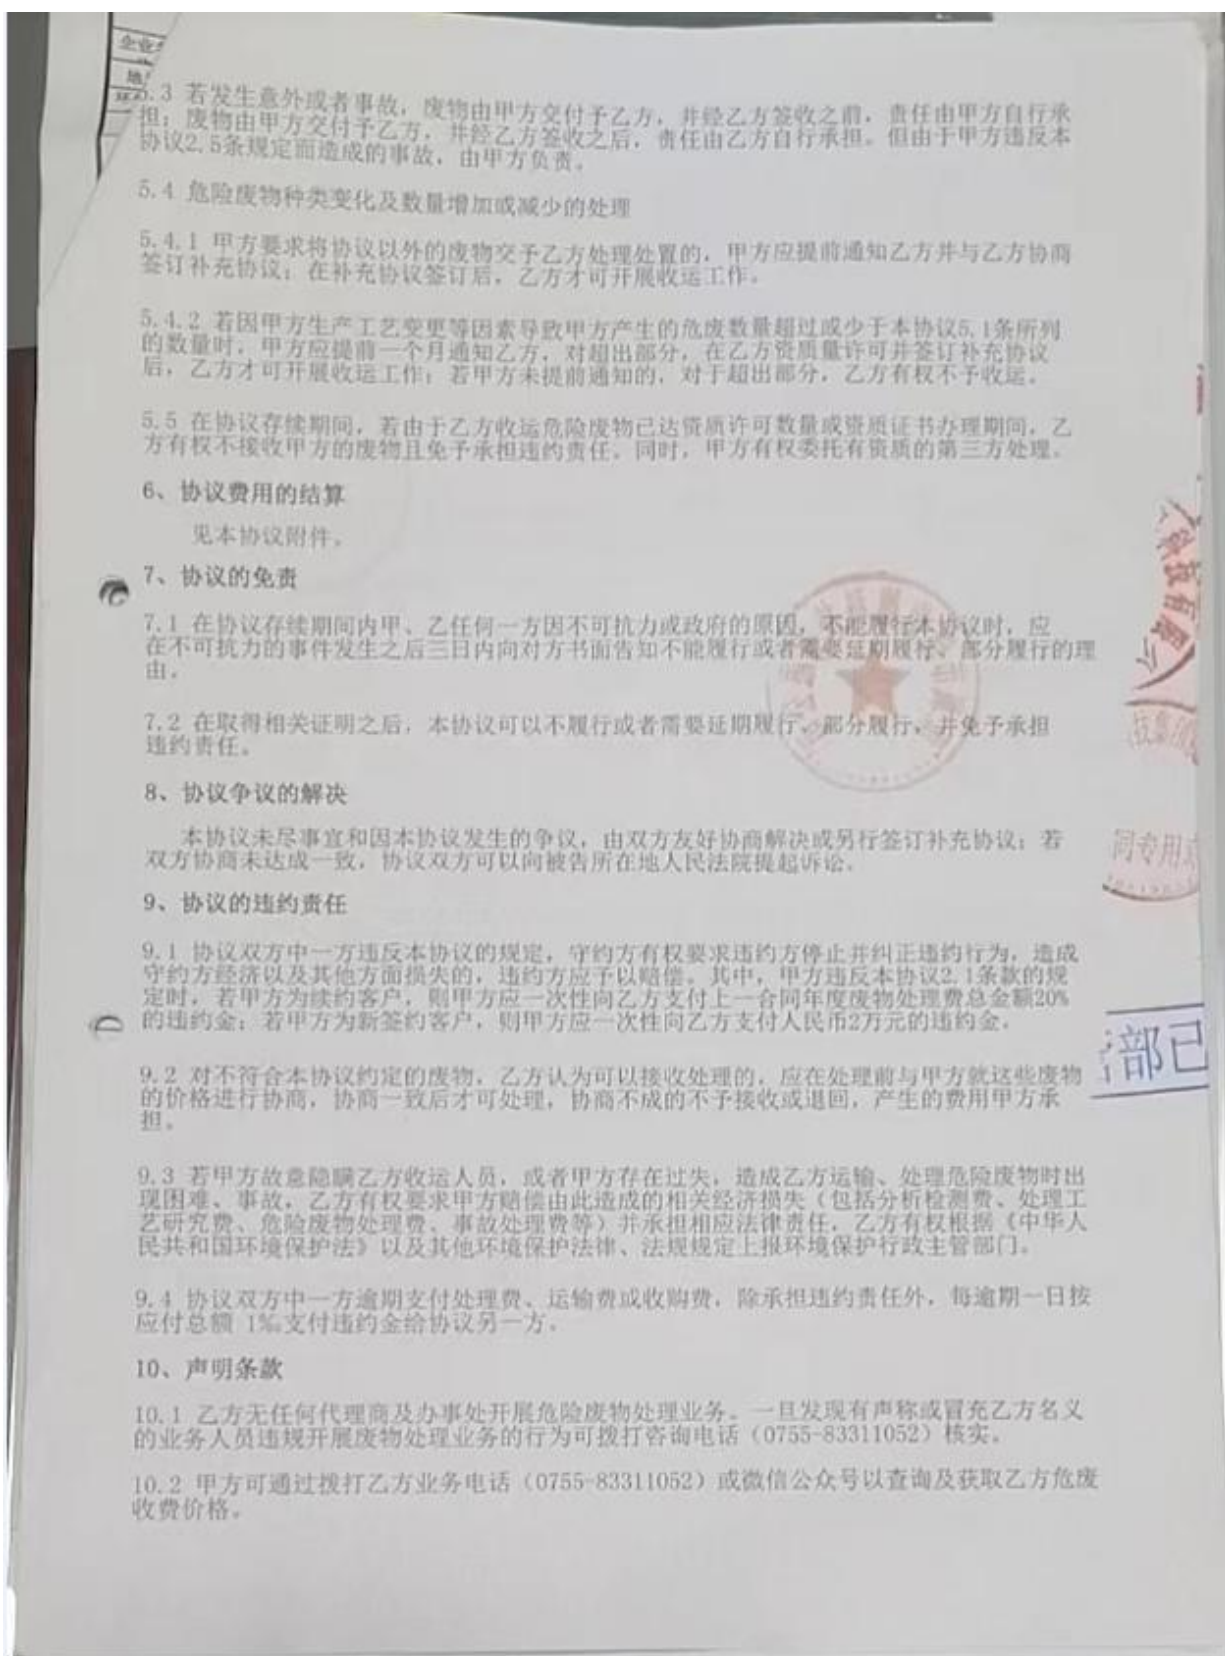 企业
地
5.3 若发生意外或者事故，废物由甲方交付予乙方，并经乙方签收之前，责任由甲方自行承
担；废物由甲方交付予乙方，并经乙方签收之后，责任由乙方自行承担。但由于甲方违反本
协议2.5条规定而造成的事故，由甲方负责。
5.4 危险废物种类变化及数量增加或减少的处理
5.4.1 甲方要求将协议以外的废物交予乙方处理处置的，甲方应提前通知乙方并与乙方协商
签订补充协议；在补充协议签订后，乙方才可开展收运工作。
5.4.2 若因甲方生产工艺变更等因素导致甲方产生的危废数量超过或少于本协议5.1条所列
的数量时，甲方应提前一个月通知乙方，对超出部分，在乙方资质量许可并签订补充协议
后，乙方才可开展收运工作；若甲方未提前通知的，对于超出部分，乙方有权不予收运。
5.5 在协议存续期间，若由于乙方收运危险废物已达资质许可数量或资质证书办理期间，乙
方有权不接收甲方的废物且免予承担违约责任。同时，甲方有权委托有资质的第三方处理。
6、协议费用的结算
见本协议附件。
7、协议的免责
7.1 在协议存续期间内甲、乙任何一方因不可抗力或政府的原因，不能履行本协议时，应
在不可抗力的事件发生之后三日内向对方书面告知不能履行或者需要延期履行、部分履行的理
由。
7.2 在取得相关证明之后，本协议可以不履行或者需要延期履行、部分履行，并免予承担
违约责任。
8、协议争议的解决
本协议未尽事宜和因本协议发生的争议，由双方友好协商解决或另行签订补充协议；若
双方协商未达成一致，协议双方可以向被告所在地人民法院提起诉讼。
同专用
9、协议的违约责任
9.1 协议双方中一方违反本协议的规定，守约方有权要求违约方停止并纠正违约行为，造成
守约方经济以及其他方面损失的，违约方应予以赔偿。其中，甲方违反本协议2.1条款的规
定时，若甲方为续约客户，则甲方应一次性向乙方支付上一合同年度废物处理费总金额20%
的违约金；若甲方为新签约客户，则甲方应一次性向乙方支付人民币2万元的违约金。
部已
9.2 对不符合本协议约定的废物，乙方认为可以接收处理的，应在处理前与甲方就这些废物
的价格进行协商，协商一致后才可处理，协商不成的不予接收或退回，产生的费用甲方承
担。
9.3 若甲方故意隐瞒乙方收运人员，或者甲方存在过失，造成乙方运输、处理危险废物时出
现困难、事故，乙方有权要求甲方赔偿由此造成的相关经济损失（包括分析检测费、处理工
艺研究费、危险废物处理费、事故处理费等）并承担相应法律责任，乙方有权根据《中华人
民共和国环境保护法》以及其他环境保护法律、法规规定上报环境保护行政主管部门。
9.4 协议双方中一方逾期支付处理费、运输费或收购费，除承担违约责任外，每逾期一日按
应付总额 1‰支付违约金给协议另一方。
10、声明条款
10.1 乙方无任何代理商及办事处开展危险废物处理业务。一旦发现有声称或冒充乙方名义
的业务人员违规开展废物处理业务的行为可拨打咨询电话（0755-83311052）核实。
10.2 甲方可通过拨打乙方业务电话（0755-83311052）或微信公众号以查询及获取乙方危废
收费价格。